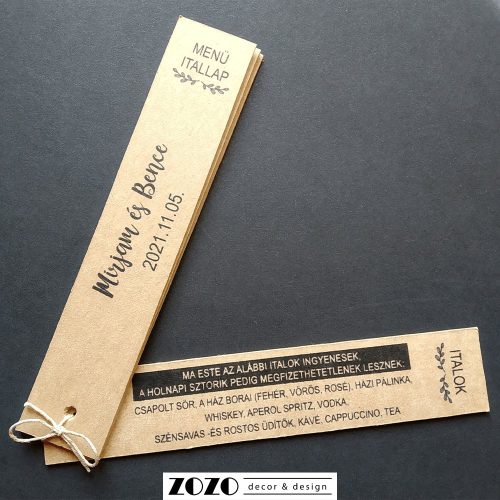 MENÜ
ITALLAP
Mirjam és Bence
2021.11.05.
ITALOK
MA ESTE AZ ALÁBBI ITALOK INGYENESEK,
A HOLNAPI SZTORIK PEDIG MEGFIZETHETETLENEK LESZNEK:
CSAPOLT SÖR, A HÁZ BORAI (FEHÉR, VÖRÖS, ROSÉ), HÁZI PÁLINKA,
WHISKEY, APEROL SPRITZ, VODKA,
SZÉNSAVAS -ÉS ROSTOS ÜDÍTŐK, KÁVÉ, CAPPUCCINO, TEA
ZOZO decor & design